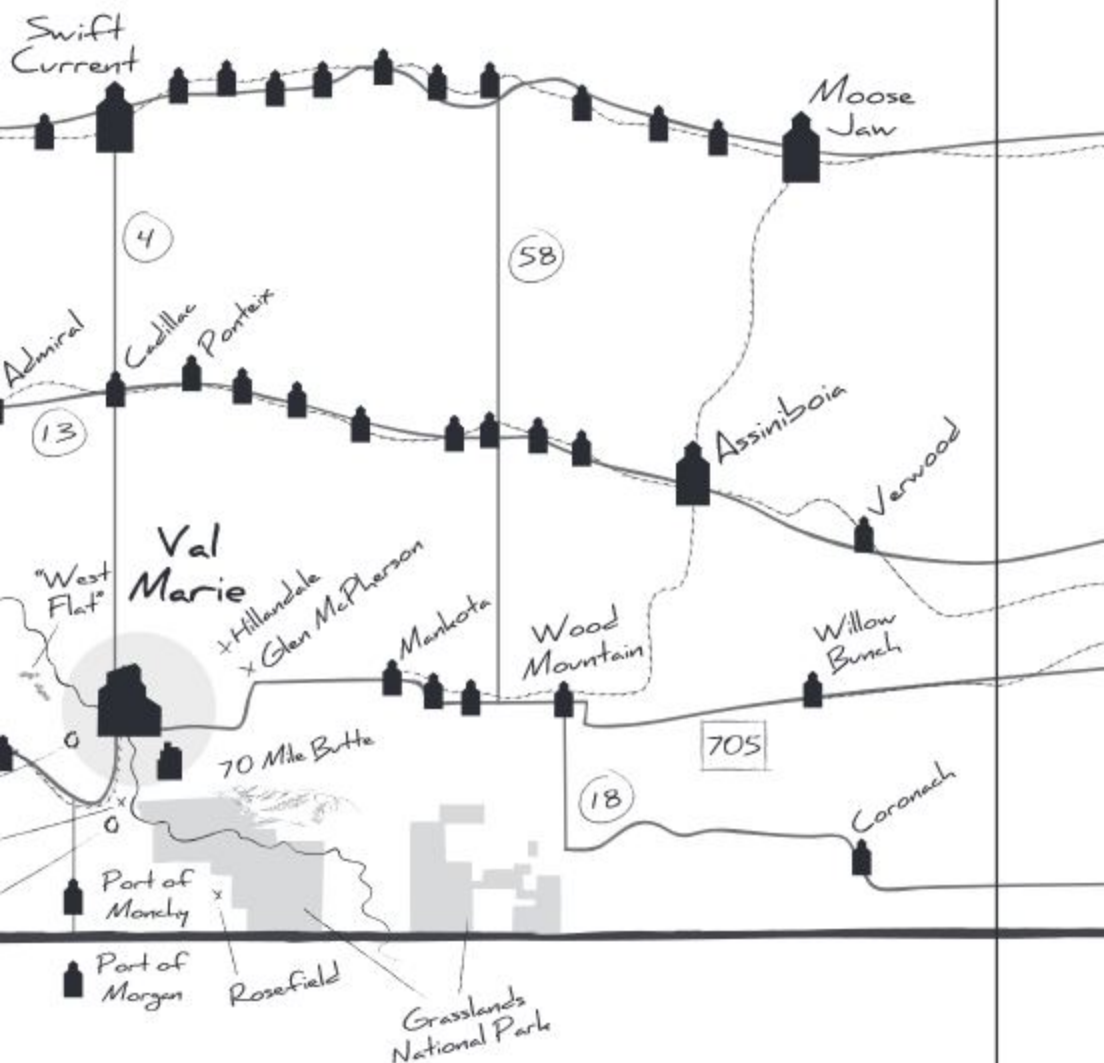 Swift
Current
Moose
Jaw
4
58
Admiral
Cadillac
Ponteix
13
Assiniboia
Verwood
Val
Marie
"West
Flat"
Hillandale
Glen McPherson
Mankota
Wood
Mountain
Willow
Bunch
705
70 Mile Butte
18
Coronach
Port of
Monchy
Port of
Morgan
Rosefield
Grasslands
National Park